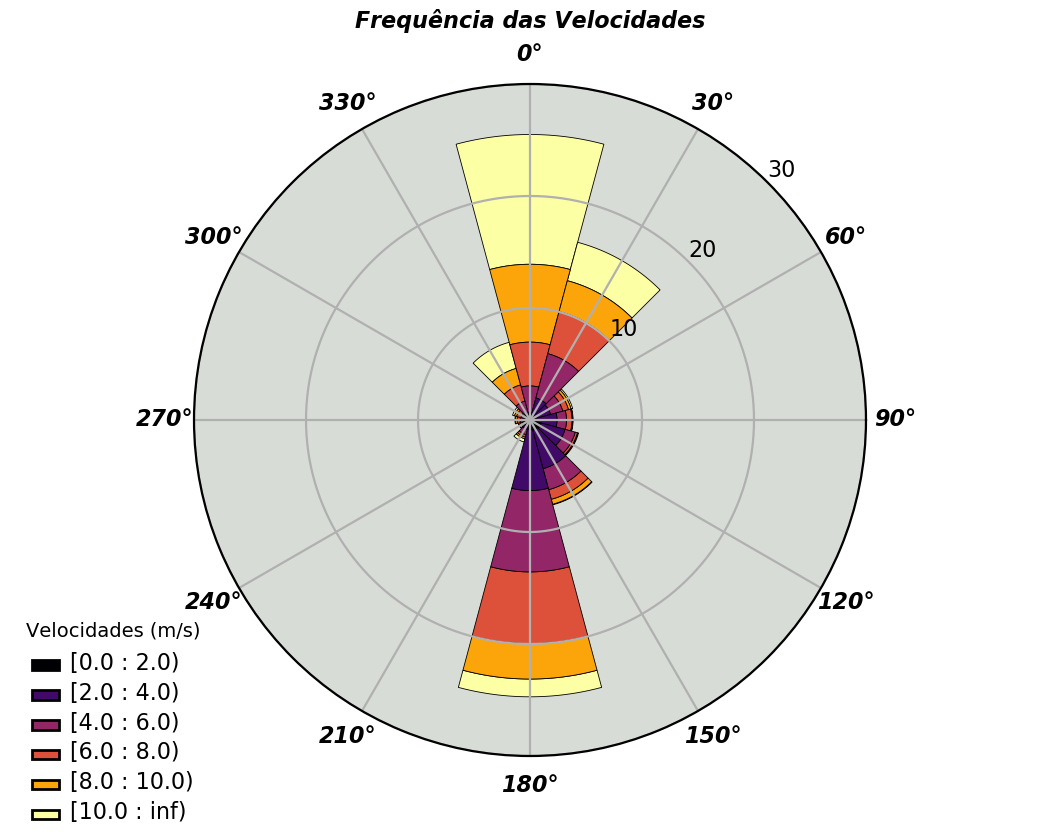 Frequência das Velocidades
0°
330°
30°
30
300°
60°
20
10
270°
90°
240°
120°
210°
150°
180°
Velocidades (m/s)
[0.0 : 2.0)
[2.0 : 4.0)
[4.0 : 6.0)
[6.0 : 8.0)
[8.0 : 10.0)
[10.0 : inf)